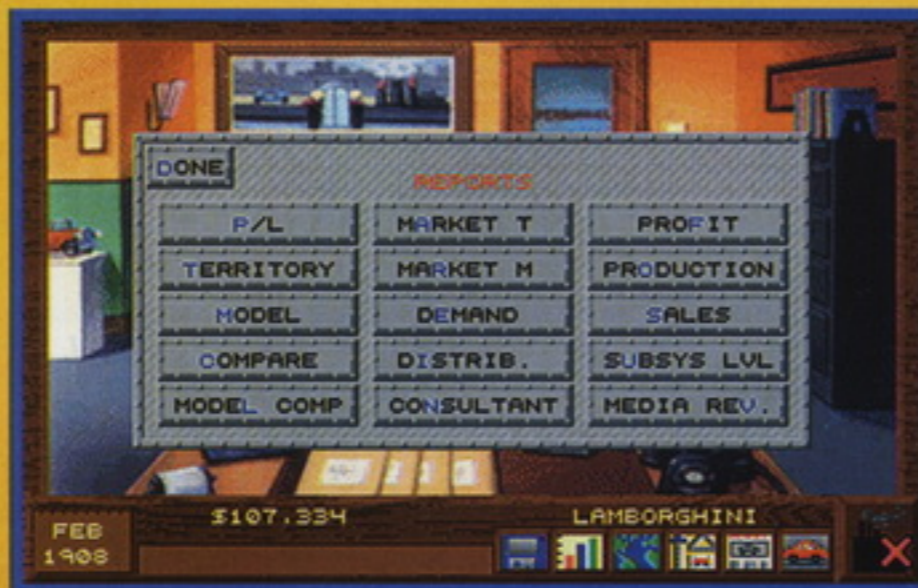 DONE
REPORTS
P/L MARKET T PROFIT
TERRITORY MARKET M PRODUCTION
MODEL DEMAND SALES
COMPARE DISTRIB. SUBSYS LVL
MODEL COMP CONSULTANT MEDIA REV.
$107.334 LAMBORGHINI
FEB
1908